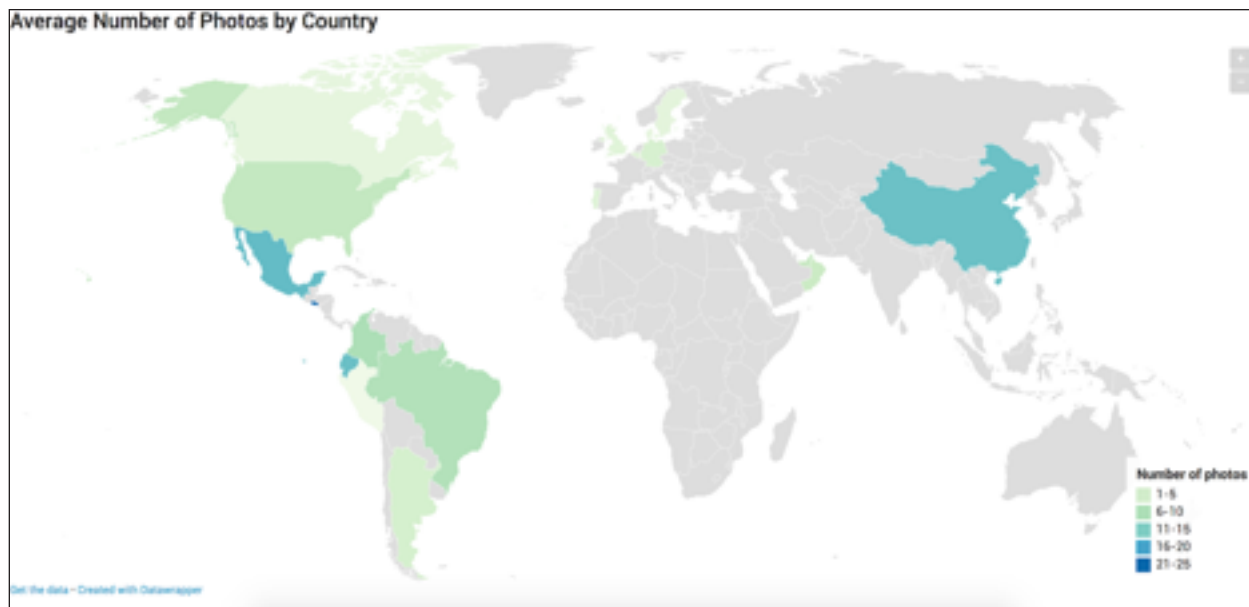 Average Number of Photos by Country
+
-
Number of photos
1-5
6-10
11-15
16-20
21-25
Get the data • Created with Datawrapper